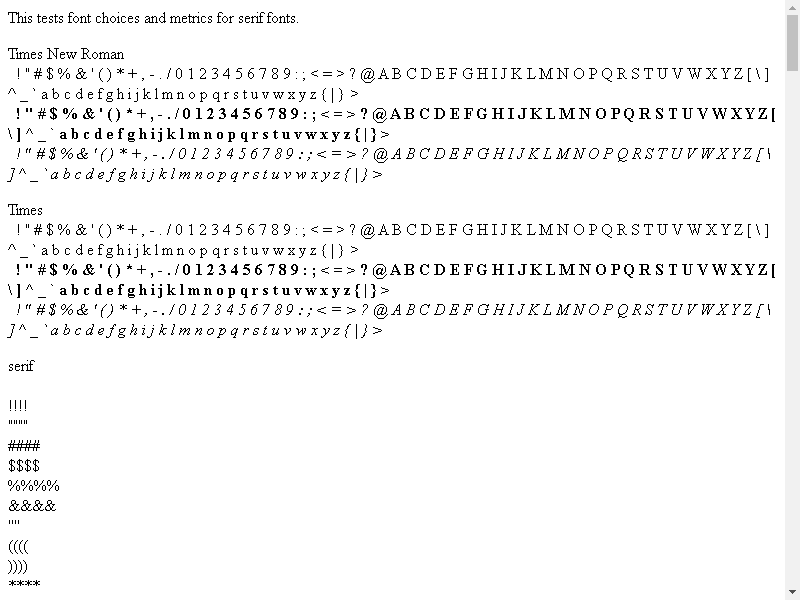 This tests font choices and metrics for serif fonts.
Times New Roman
! " # $ % & ' ( ) * + , - . / 0 1 2 3 4 5 6 7 8 9 : ; < = > ? @ A B C D E F G H I J K L M N O P Q R S T U V W X Y Z [ \ ]
^ _ ` a b c d e f g h i j k l m n o p q r s t u v w x y z { | } >
! " # $ % & ' ( ) * + , - . / 0 1 2 3 4 5 6 7 8 9 : ; < = > ? @ A B C D E F G H I J K L M N O P Q R S T U V W X Y Z [
\ ] ^ _ ` a b c d e f g h i j k l m n o p q r s t u v w x y z { | } >
! " # $ % & ' ( ) * + , - . / 0 1 2 3 4 5 6 7 8 9 : ; < = > ? @ A B C D E F G H I J K L M N O P Q R S T U V W X Y Z [ \
] ^ _ ` a b c d e f g h i j k l m n o p q r s t u v w x y z { | } >
Times
! " # $ % & ' ( ) * + , - . / 0 1 2 3 4 5 6 7 8 9 : ; < = > ? @ A B C D E F G H I J K L M N O P Q R S T U V W X Y Z [ \ ]
^ _ ` a b c d e f g h i j k l m n o p q r s t u v w x y z { | } >
! " # $ % & ' ( ) * + , - . / 0 1 2 3 4 5 6 7 8 9 : ; < = > ? @ A B C D E F G H I J K L M N O P Q R S T U V W X Y Z [
\ ] ^ _ ` a b c d e f g h i j k l m n o p q r s t u v w x y z { | } >
! " # $ % & ' ( ) * + , - . / 0 1 2 3 4 5 6 7 8 9 : ; < = > ? @ A B C D E F G H I J K L M N O P Q R S T U V W X Y Z [ \
] ^ _ ` a b c d e f g h i j k l m n o p q r s t u v w x y z { | } >
serif
!!!!
""""
####
$$$$
%%%%
&&&&
''''
((((
))))
****